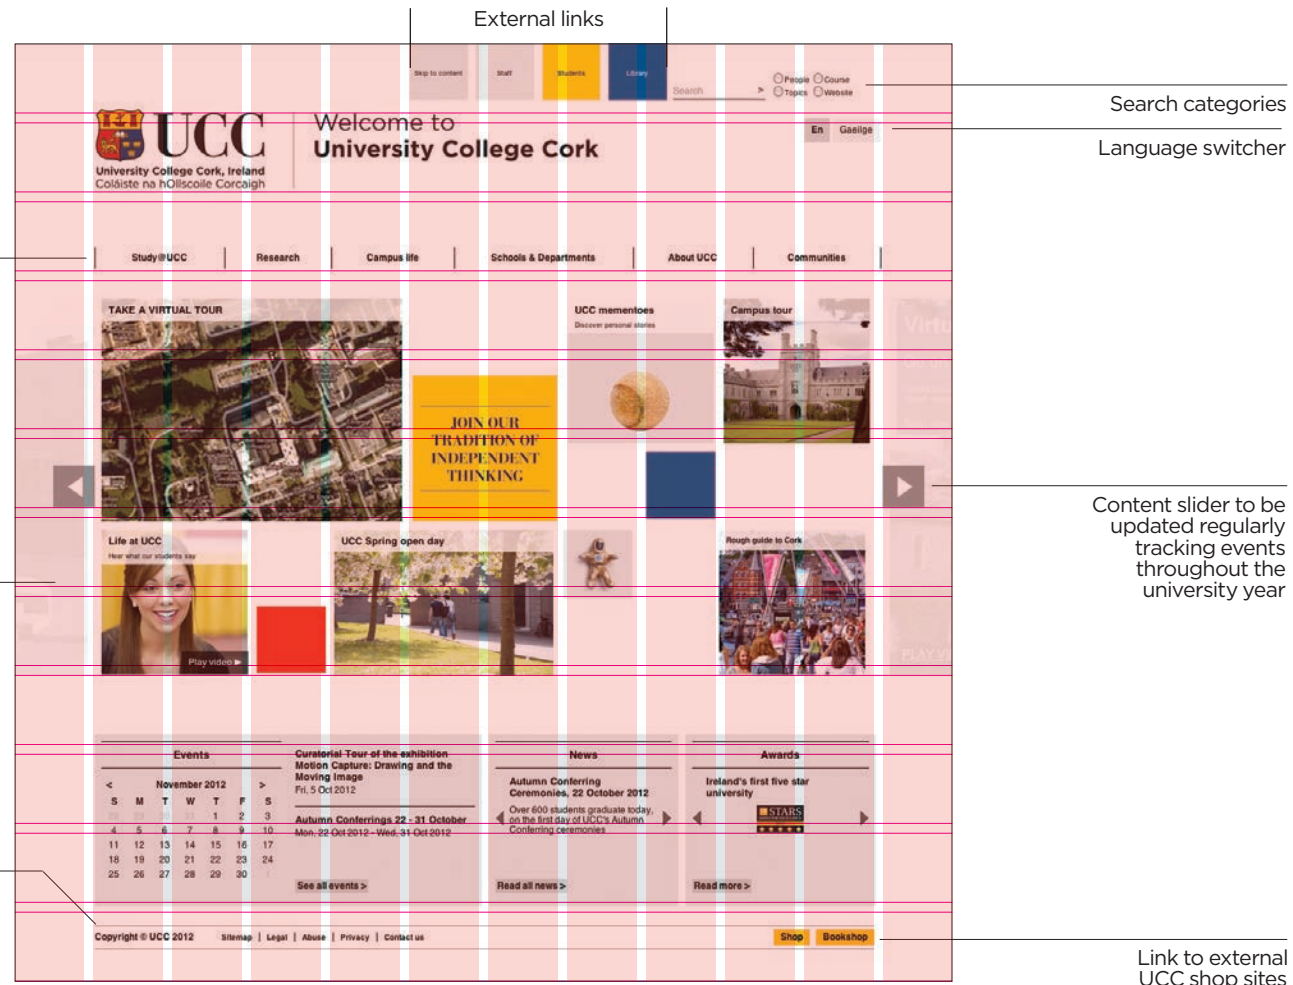 External links
Skip to content
Staff
Students
Library
Search >
People Course
Topics Website
Search categories
En Gaeilge
Language switcher
UCC
University College Cork, Ireland
Coláiste na hOllscoile Corcaigh
Welcome to
University College Cork
Study@UCC
Research
Campus life
Schools & Departments
About UCC
Communities
TAKE A VIRTUAL TOUR
UCC mementoes
Discover personal stories
Campus tour
JOIN OUR
TRADITION OF
INDEPENDENT
THINKING
Content slider to be
updated regularly
tracking events
throughout the
university year
Life at UCC
Hear what our students say
Play video
UCC Spring open day
Rough guide to Cork
PLAY VI
Events
< November 2012 >
S M T W T F S
28 29 30 31 1 2 3
4 5 6 7 8 9 10
11 12 13 14 15 16 17
18 19 20 21 22 23 24
25 26 27 28 29 30 1
Curatorial Tour of the exhibition
Motion Capture: Drawing and the
Moving Image
Fri, 5 Oct 2012
Autumn Conferrings 22 - 31 October
Mon, 22 Oct 2012 - Wed, 31 Oct 2012
See all events >
News
Autumn Conferring
Ceremonies, 22 October 2012
Over 600 students graduate today,
on the first day of UCC's Autumn
Conferring ceremonies
Read all news >
Awards
Ireland's first five star
university
STARS
Read more >
Copyright © UCC 2012
Sitemap | Legal | Abuse | Privacy | Contact us
Shop
Bookshop
Link to external
UCC shop sites